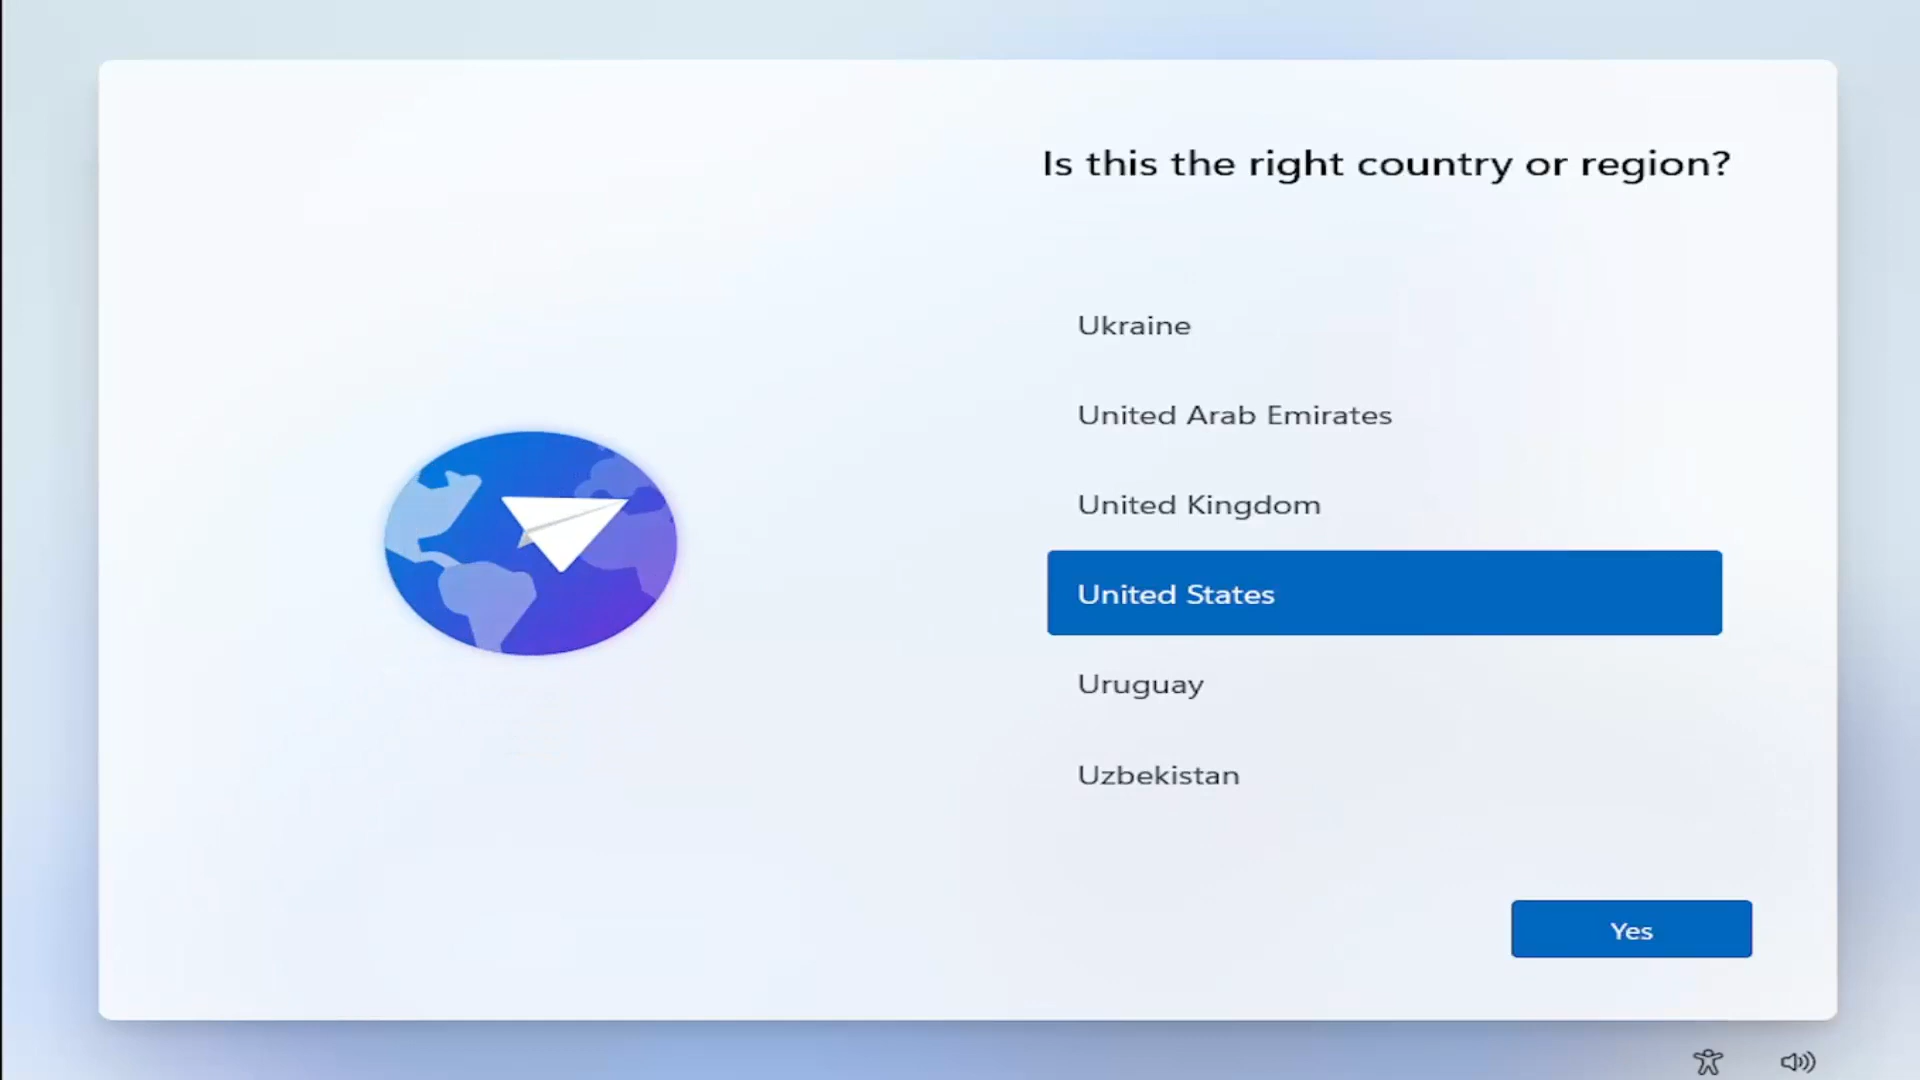 Is this the right country or region?
Ukraine
United Arab Emirates
United Kingdom
United States
Uruguay
Uzbekistan
Yes